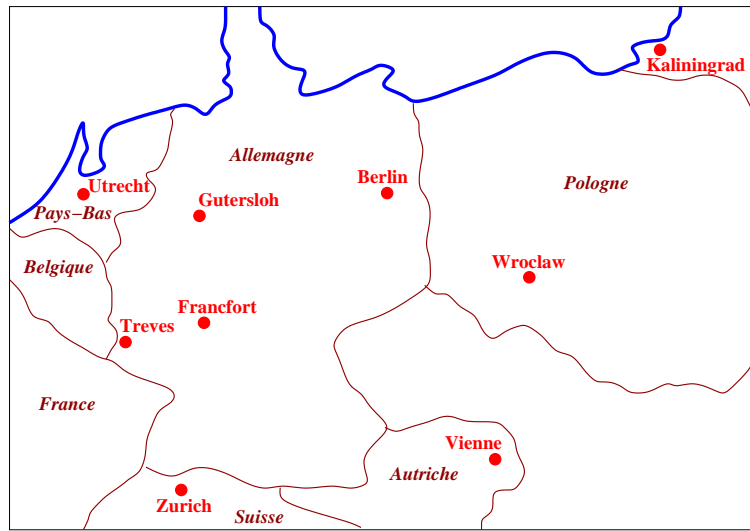 Kaliningrad
Allemagne
Utrecht
Berlin
Pologne
Pays-Bas
Gutersloh
Belgique
Wroclaw
Francfort
Treves
France
Vienne
Autriche
Zurich
Suisse